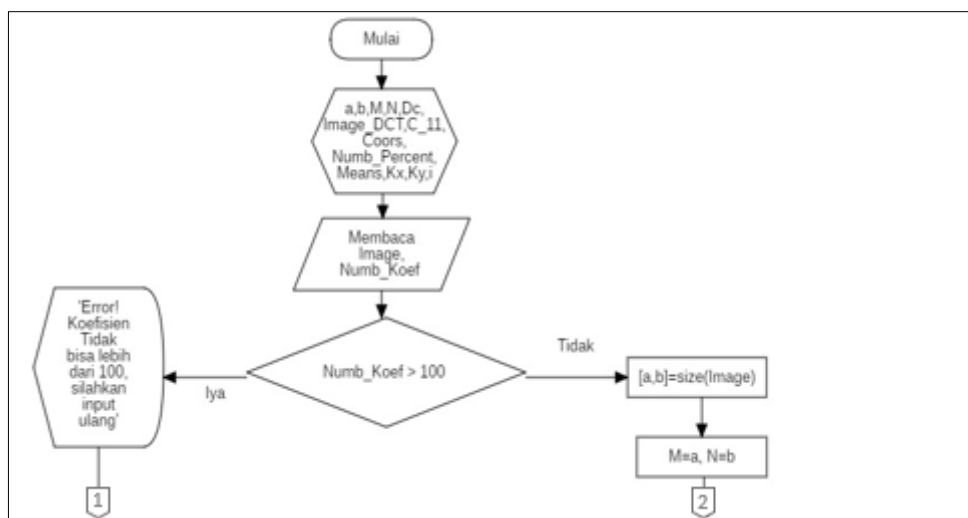 Mulai
a,b,M,N,Dc,
Image_DCT,C_11,
Coors,
Numb_Percent,
Means,Kx,Ky,i
Membaca
Image,
Numb_Koef
'Error!
Koefisien
Tidak
bisa lebih
dari 100,
silahkan
input
ulang'
Iya
Numb_Koef > 100
Tidak
[a,b]=size(Image)
M=a, N=b
1
2